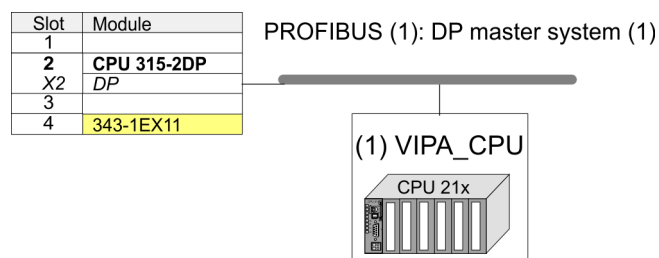 Slot Module
1
2 CPU 315-2DP
X2 DP
3
4 343-1EX11
PROFIBUS (1): DP master system (1)
(1) VIPA_CPU
CPU 21x